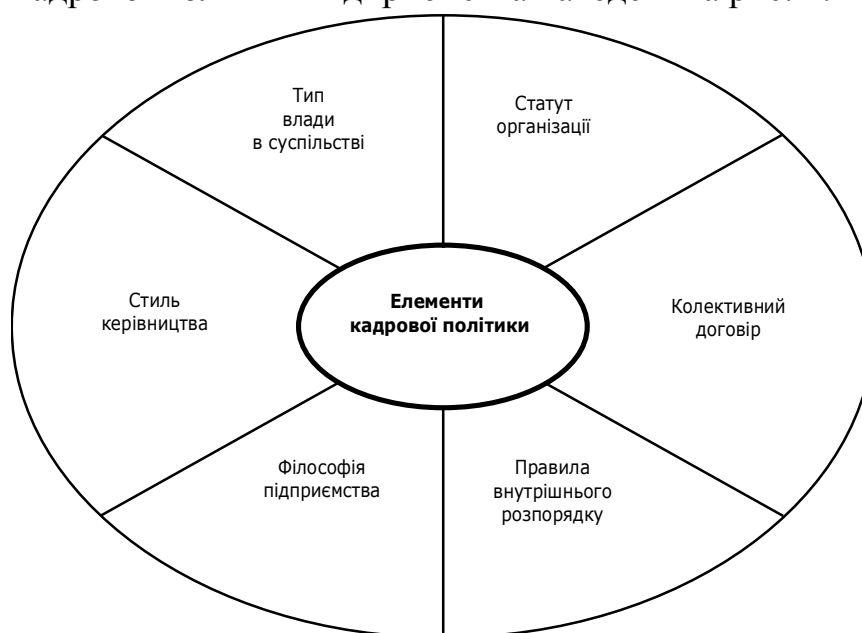 Тип
влади
в суспільстві
Статут
організації
Стиль
керівництва
Елементи
кадрової політики
Колективний
договір
Філософія
підприємства
Правила
внутрішнього
розпорядку